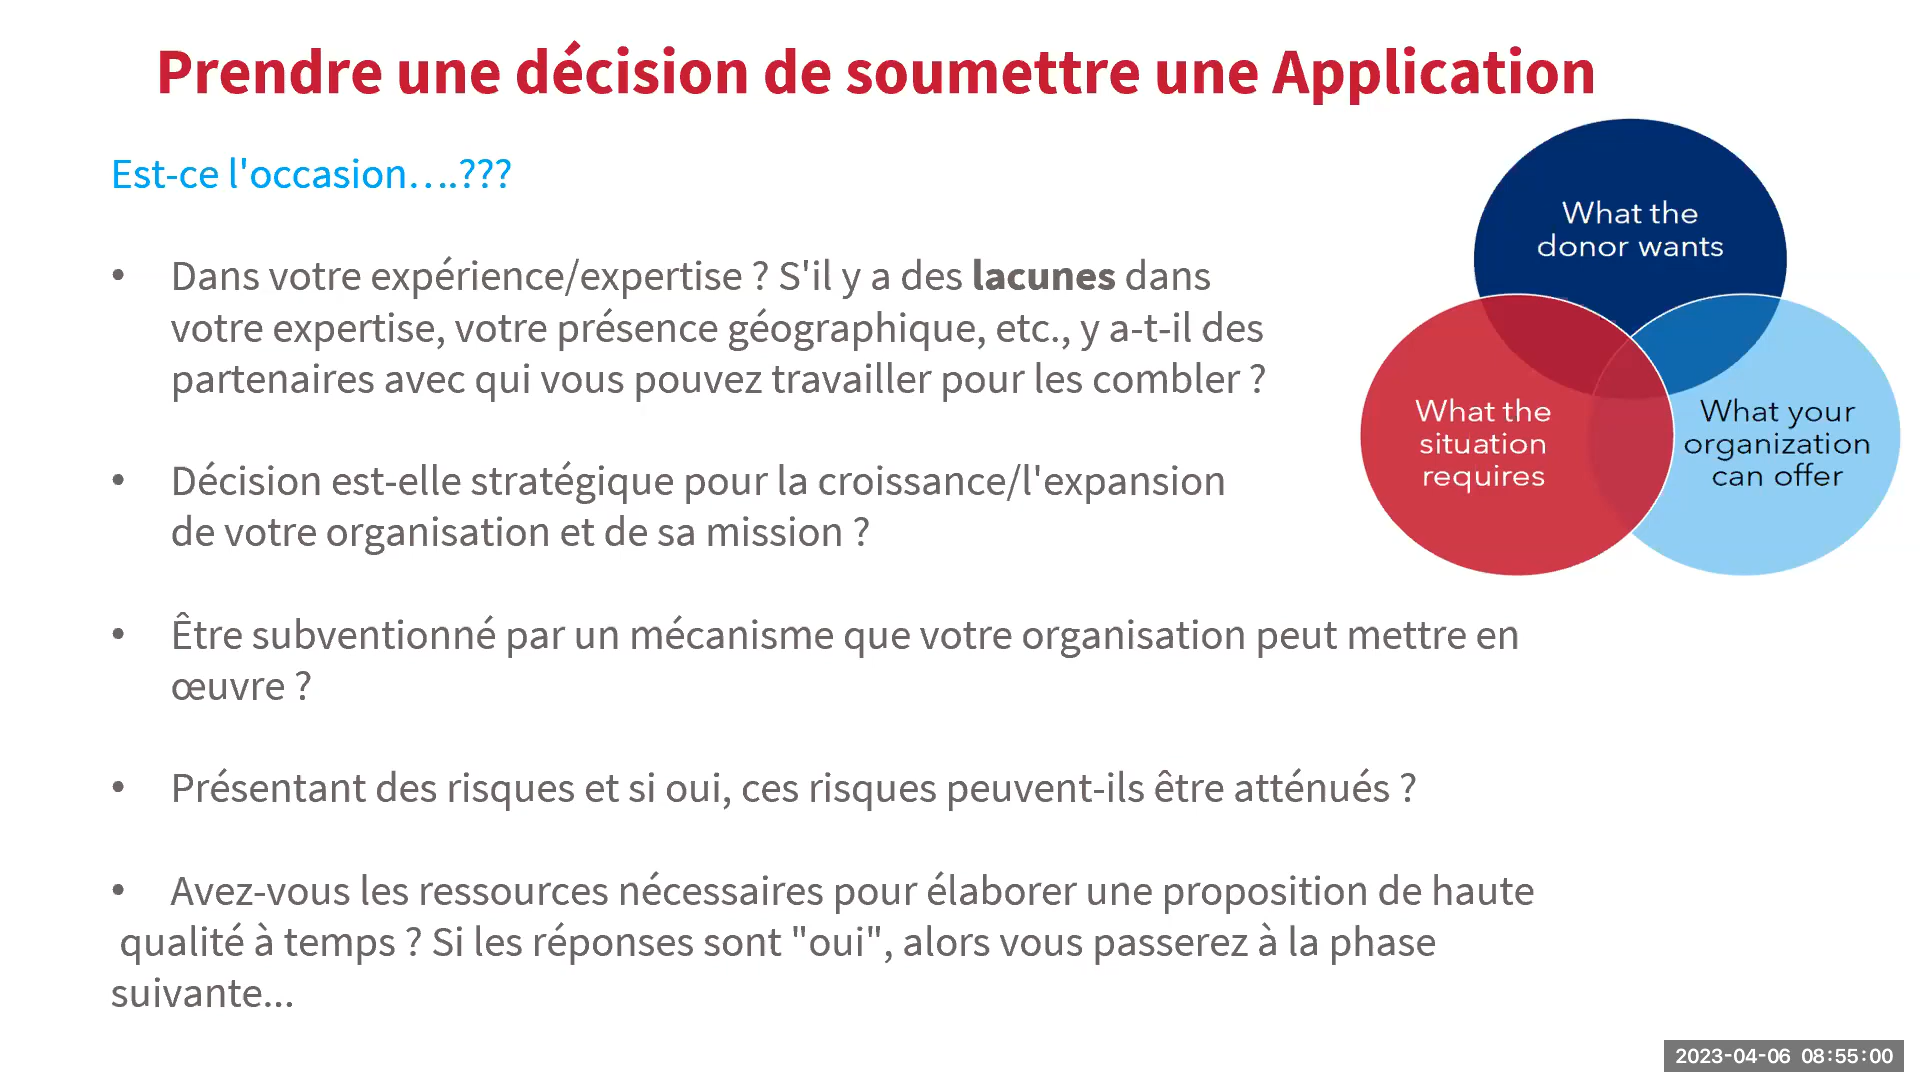 Prendre une décision de soumettre une Application
Est-ce l'occasion….???
• Dans votre expérience/expertise ? S'il y a des lacunes dans
votre expertise, votre présence géographique, etc., y a-t-il des
partenaires avec qui vous pouvez travailler pour les combler ?
• Décision est-elle stratégique pour la croissance/l'expansion
de votre organisation et de sa mission ?
• Être subventionné par un mécanisme que votre organisation peut mettre en
œuvre ?
• Présentant des risques et si oui, ces risques peuvent-ils être atténués ?
• Avez-vous les ressources nécessaires pour élaborer une proposition de haute
qualité à temps ? Si les réponses sont "oui", alors vous passerez à la phase
suivante...
What the
donor wants
What the
situation
requires
What your
organization
can offer
2023-04-06 08:55:00